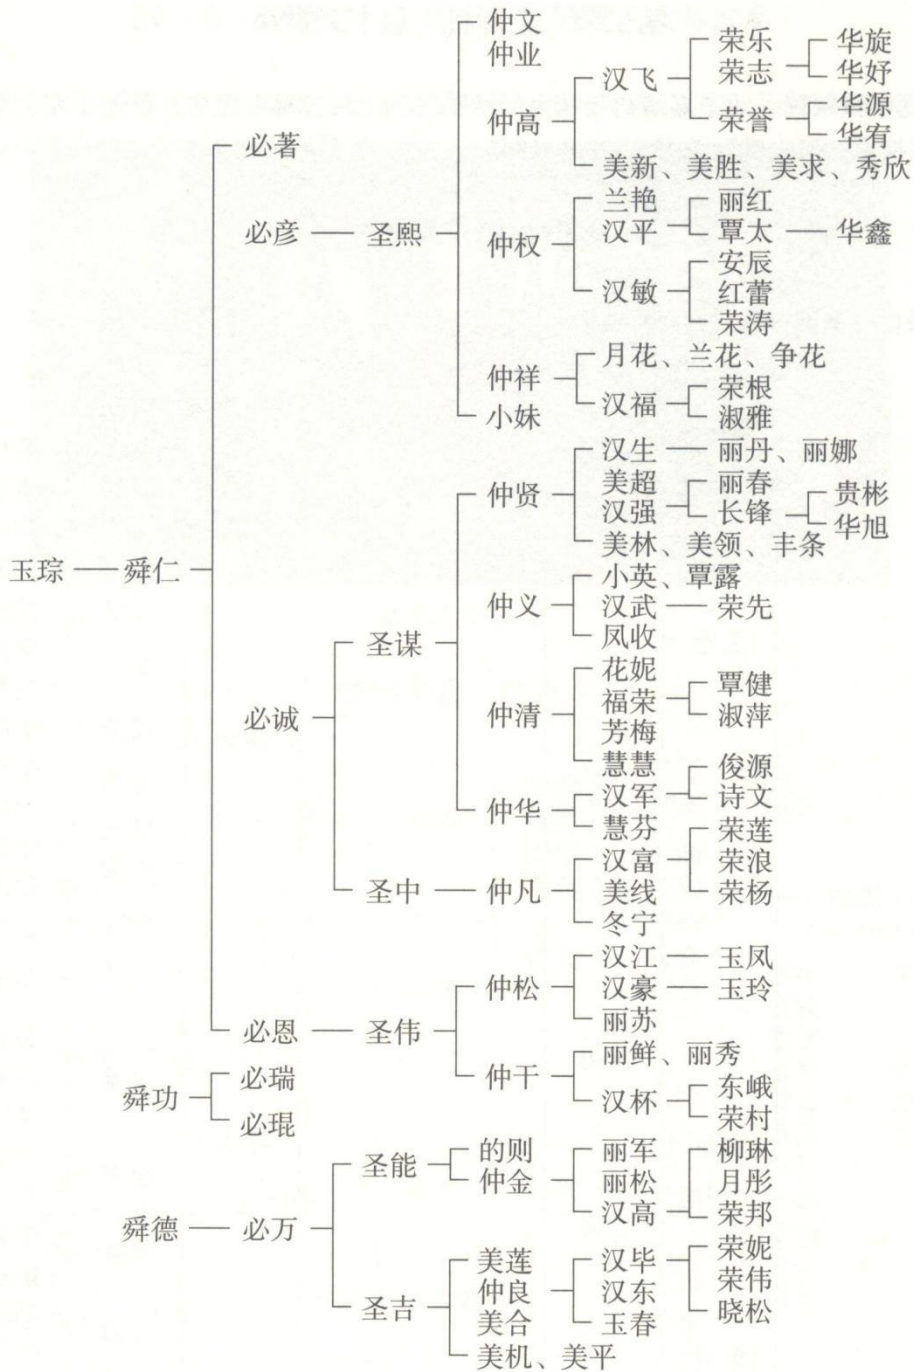 仲文
仲业
荣乐 华旋
汉飞 荣志 华妤
华源
仲高 荣誉 华宥
必著
美新、美胜、美求、秀欣
兰艳 丽红
必彦 圣熙 仲权 汉平 覃太 华鑫
安辰
汉敏 红蕾
荣涛
月花、兰花、争花
仲祥 荣根
小妹 汉福 淑雅
汉生 丽丹、丽娜
美超 丽春 贵彬
仲贤 汉强 长锋 华旭
美林、美领、丰条
玉琮 舜仁 小英、覃露
仲义 汉武 荣先
圣谋 凤收
花妮
福荣 覃健
必诚 仲清 芳梅 淑萍
慧慧 俊源
仲华 汉军 诗文
慧芬 荣莲
汉富 荣浪
圣中 仲凡 美线 荣杨
冬宁
汉江 玉凤
仲松 汉豪 玉玲
丽苏
必恩 圣伟
丽鲜、丽秀
舜功 必瑞 仲干 汉杯 东峨
必琨 荣村
圣能 的则 丽军 柳琳
仲金 丽松 月彤
汉高 荣邦
舜德 必万
美莲 汉毕 荣妮
圣吉 仲良 汉东 荣伟
美合 玉春 晓松
美机、美平